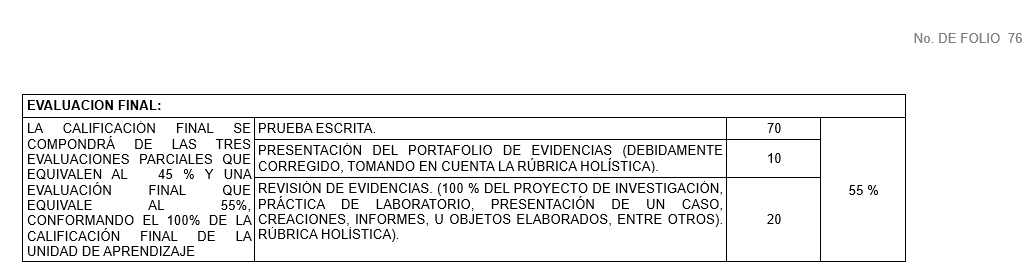 No. DE FOLIO 76
EVALUACION FINAL:
LA CALIFICACIÓN FINAL SE
COMPONDRÁ DE LAS TRES
EVALUACIONES PARCIALES QUE
EQUIVALEN AL 45 % Y UNA
EVALUACIÓN FINAL QUE
EQUIVALE AL 55%,
CONFORMANDO EL 100% DE LA
CALIFICACIÓN FINAL DE LA
UNIDAD DE APRENDIZAJE
PRUEBA ESCRITA.
70
PRESENTACIÓN DEL PORTAFOLIO DE EVIDENCIAS (DEBIDAMENTE
CORREGIDO, TOMANDO EN CUENTA LA RÚBRICA HOLÍSTICA).
10
REVISIÓN DE EVIDENCIAS. (100 % DEL PROYECTO DE INVESTIGACIÓN,
PRÁCTICA DE LABORATORIO, PRESENTACIÓN DE UN CASO,
CREACIONES, INFORMES, U OBJETOS ELABORADOS, ENTRE OTROS).
RÚBRICA HOLÍSTICA).
20
55 %